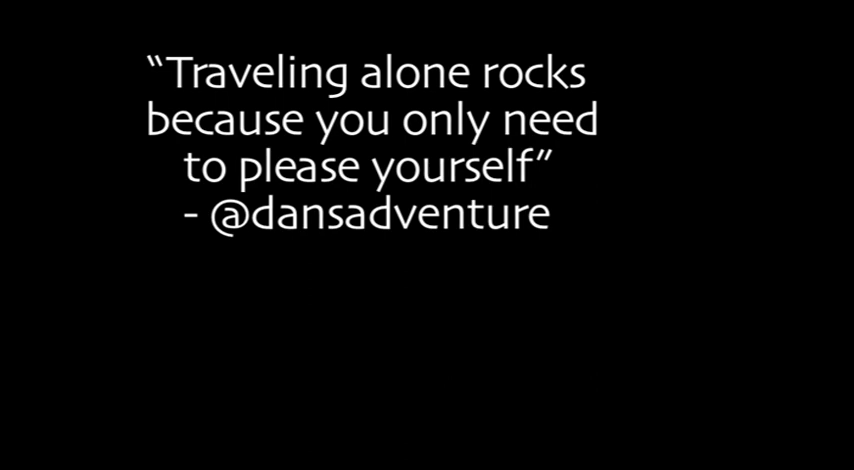 “Traveling alone rocks
because you only need
to please yourself”
- @dansadventure